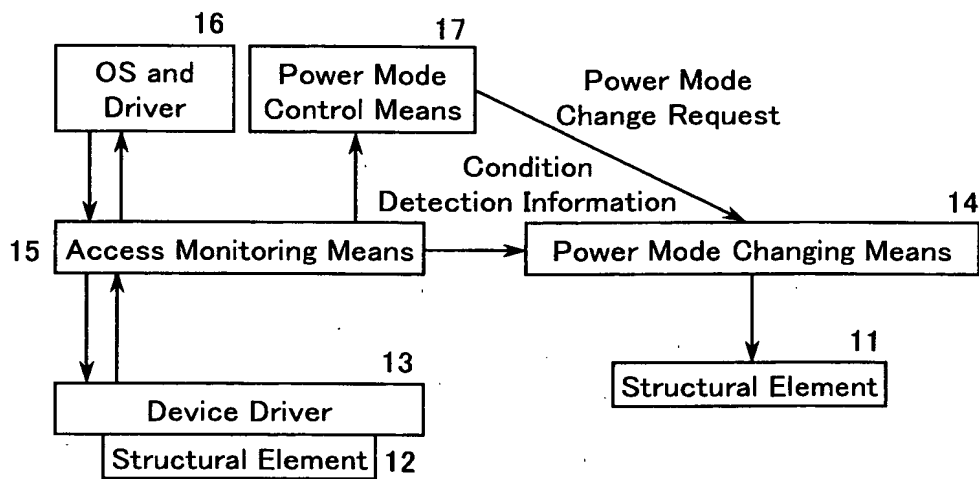 16
17
OS and
Driver
Power Mode
Control Means
Power Mode
Change Request
Condition
Detection Information
14
15
Access Monitoring Means
Power Mode Changing Means
13
11
Device Driver
Structural Element
Structural Element
12